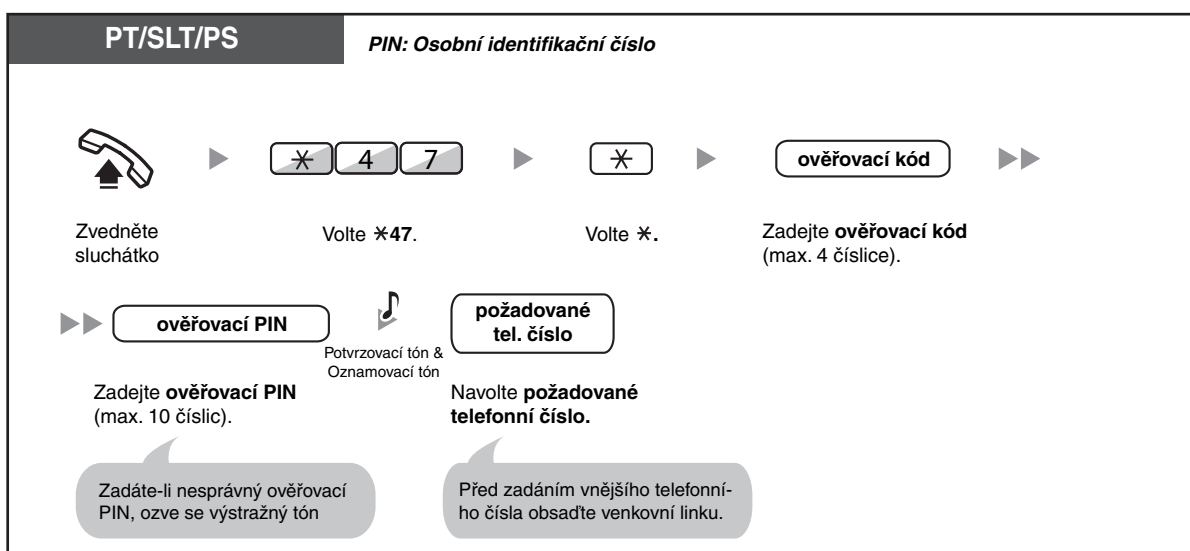 PT/SLT/PS
PIN: Osobní identifikační číslo
* 4 7
*
ověřovací kód
Zvedněte
sluchátko
Volte *47.
Volte *.
Zadejte ověřovací kód
(max. 4 číslice).
ověřovací PIN
Potvrzovací tón &
Oznamovací tón
požadované
tel. číslo
Zadejte ověřovací PIN
(max. 10 číslic).
Navolte požadované
telefonní číslo.
Zadáte-li nesprávný ověřovací
PIN, ozve se výstražný tón
Před zadáním vnějšího telefonní-
ho čísla obsaďte venkovní linku.